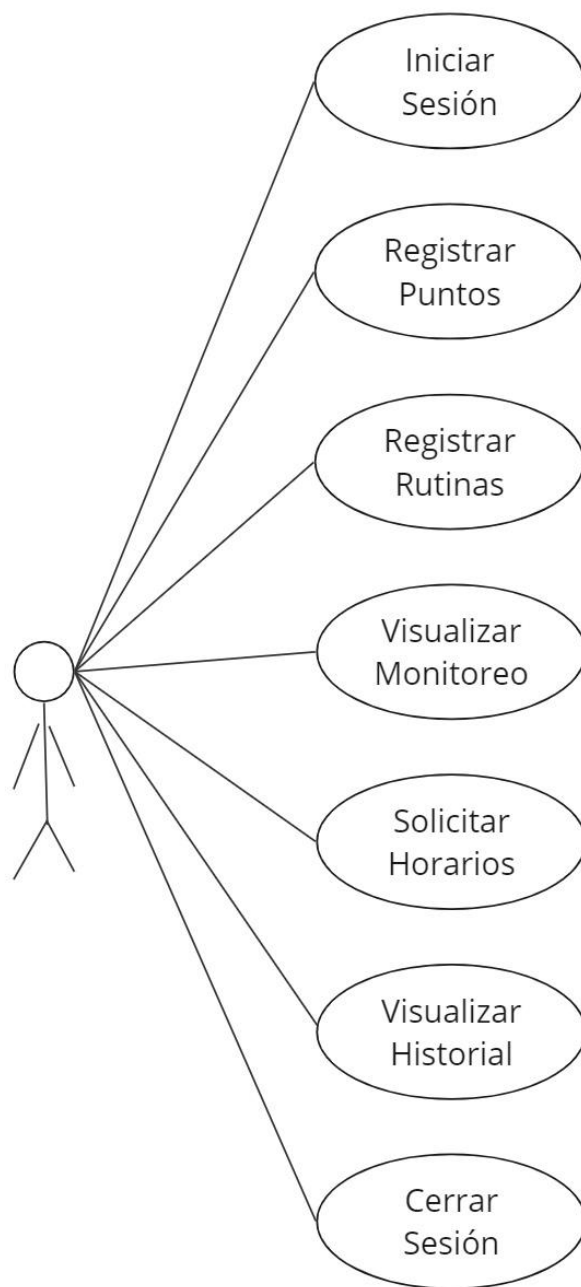 Iniciar
Sesión
Registrar
Puntos
Registrar
Rutinas
Visualizar
Monitoreo
Solicitar
Horarios
Visualizar
Historial
Cerrar
Sesión